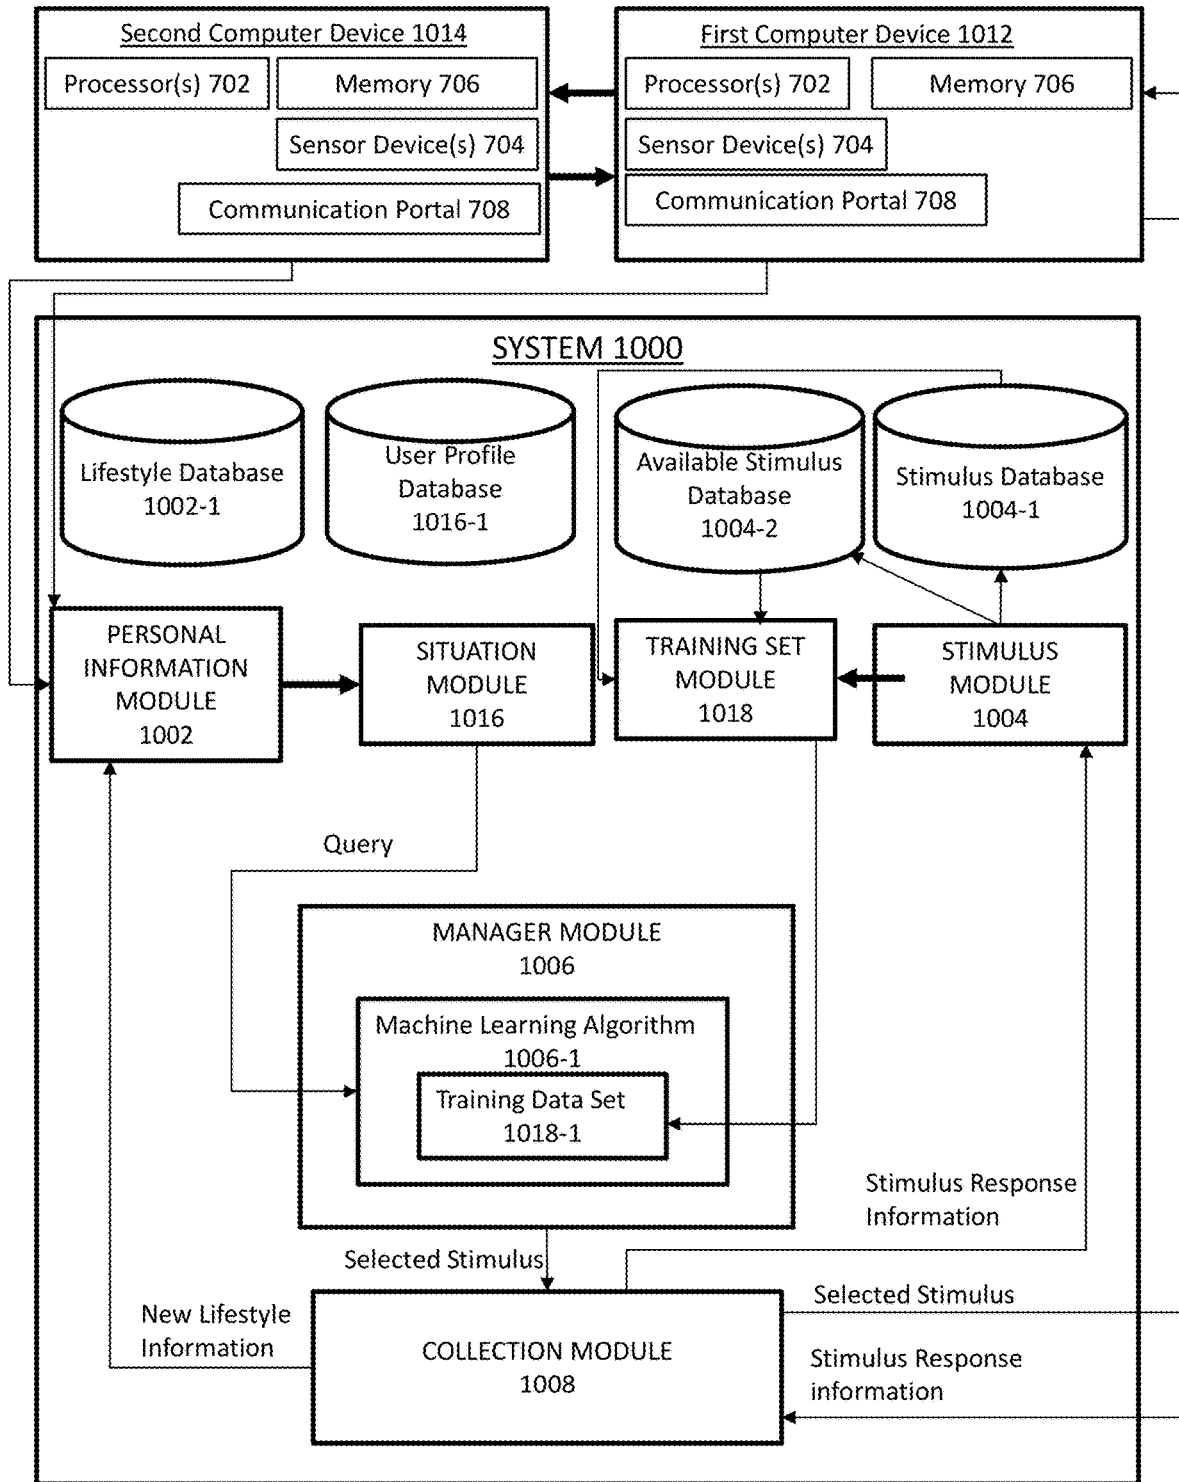 Second Computer Device 1014
Processor(s) 702
Memory 706
Sensor Device(s) 704
Communication Portal 708
First Computer Device 1012
Processor(s) 702
Memory 706
Sensor Device(s) 704
Communication Portal 708
SYSTEM 1000
Lifestyle Database
1002-1
User Profile
Database
1016-1
Available Stimulus
Database
1004-2
Stimulus Database
1004-1
PERSONAL
INFORMATION
MODULE
1002
SITUATION
MODULE
1016
TRAINING SET
MODULE
1018
STIMULUS
MODULE
1004
Query
MANAGER MODULE
1006
Machine Learning Algorithm
1006-1
Training Data Set
1018-1
Stimulus Response
Information
Selected Stimulus
New Lifestyle
Information
COLLECTION MODULE
1008
Selected Stimulus
Stimulus Response
information